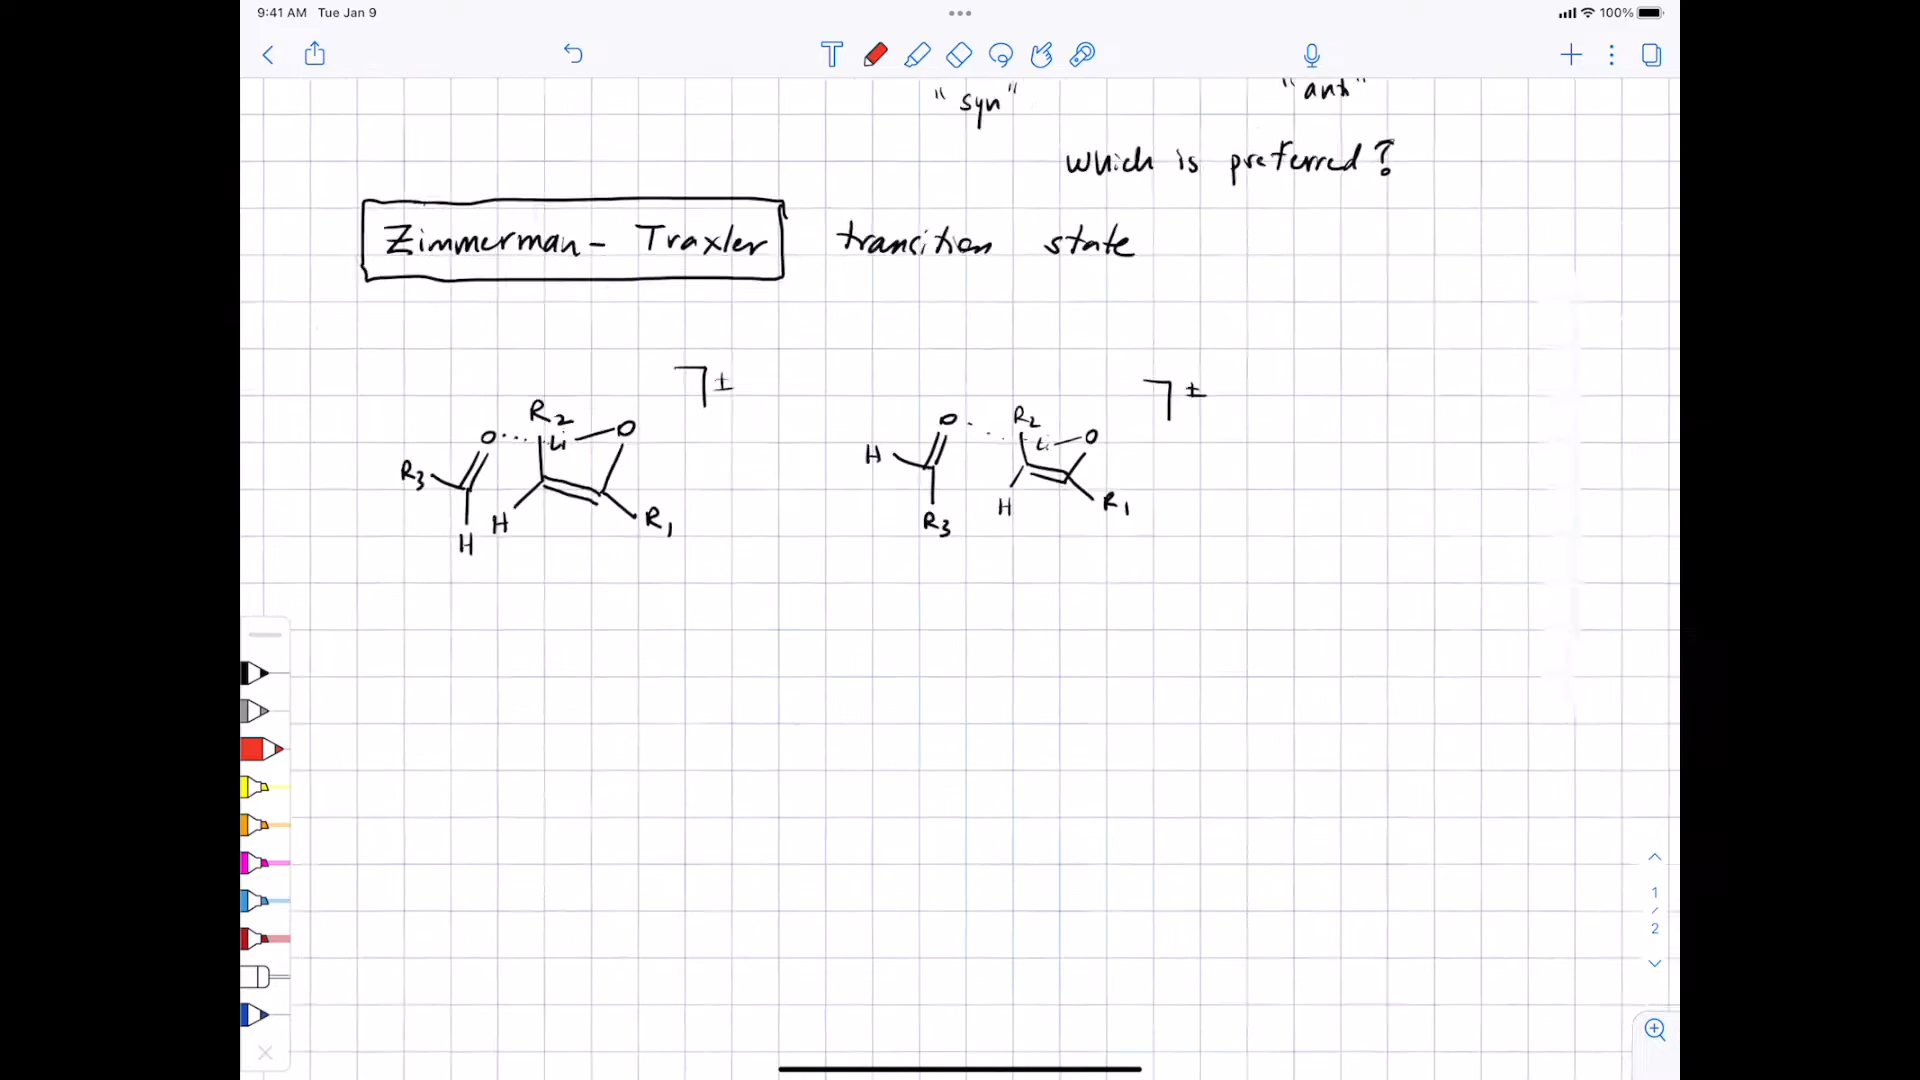 9:41 AM Tue Jan 9
100%
"syn"
"anti"
which is preferred?
Zimmerman- Traxler transition state
R2
O Li O
R3
H
H
R1
‡
R2
O Li O
H
R3
H
R1
‡
1
/
2